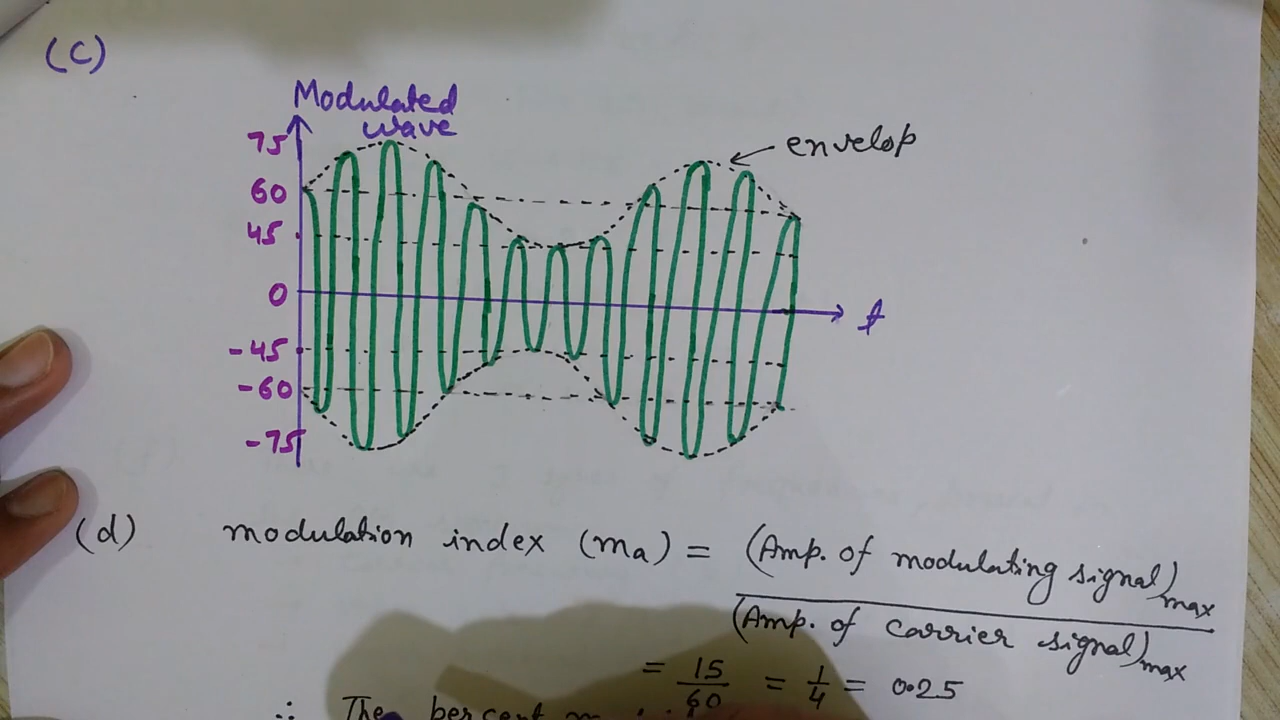 (C)
Modulated
wave
75
envelop
60
45
0
t
-45
-60
-75
(d) modulation index (ma) = (Amp. of modulating signal)max
(Amp. of carrier signal)max
= 15/60 = 1/4 = 0.25
∴ The percent